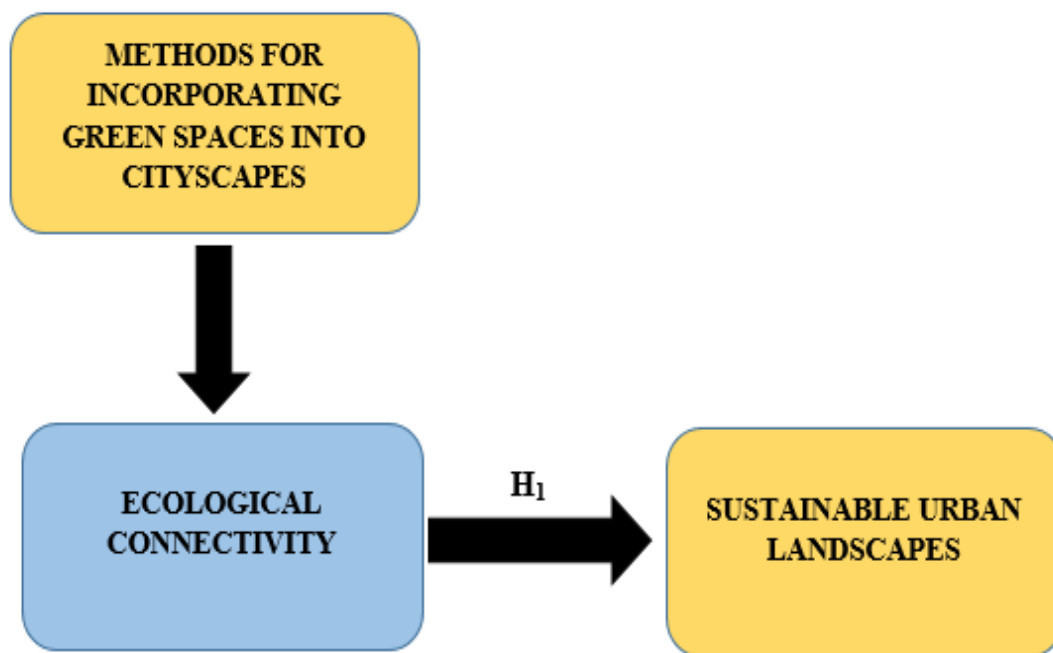 METHODS FOR
INCORPORATING
GREEN SPACES INTO
CITYSCAPES
ECOLOGICAL
CONNECTIVITY
H1
SUSTAINABLE URBAN
LANDSCAPES